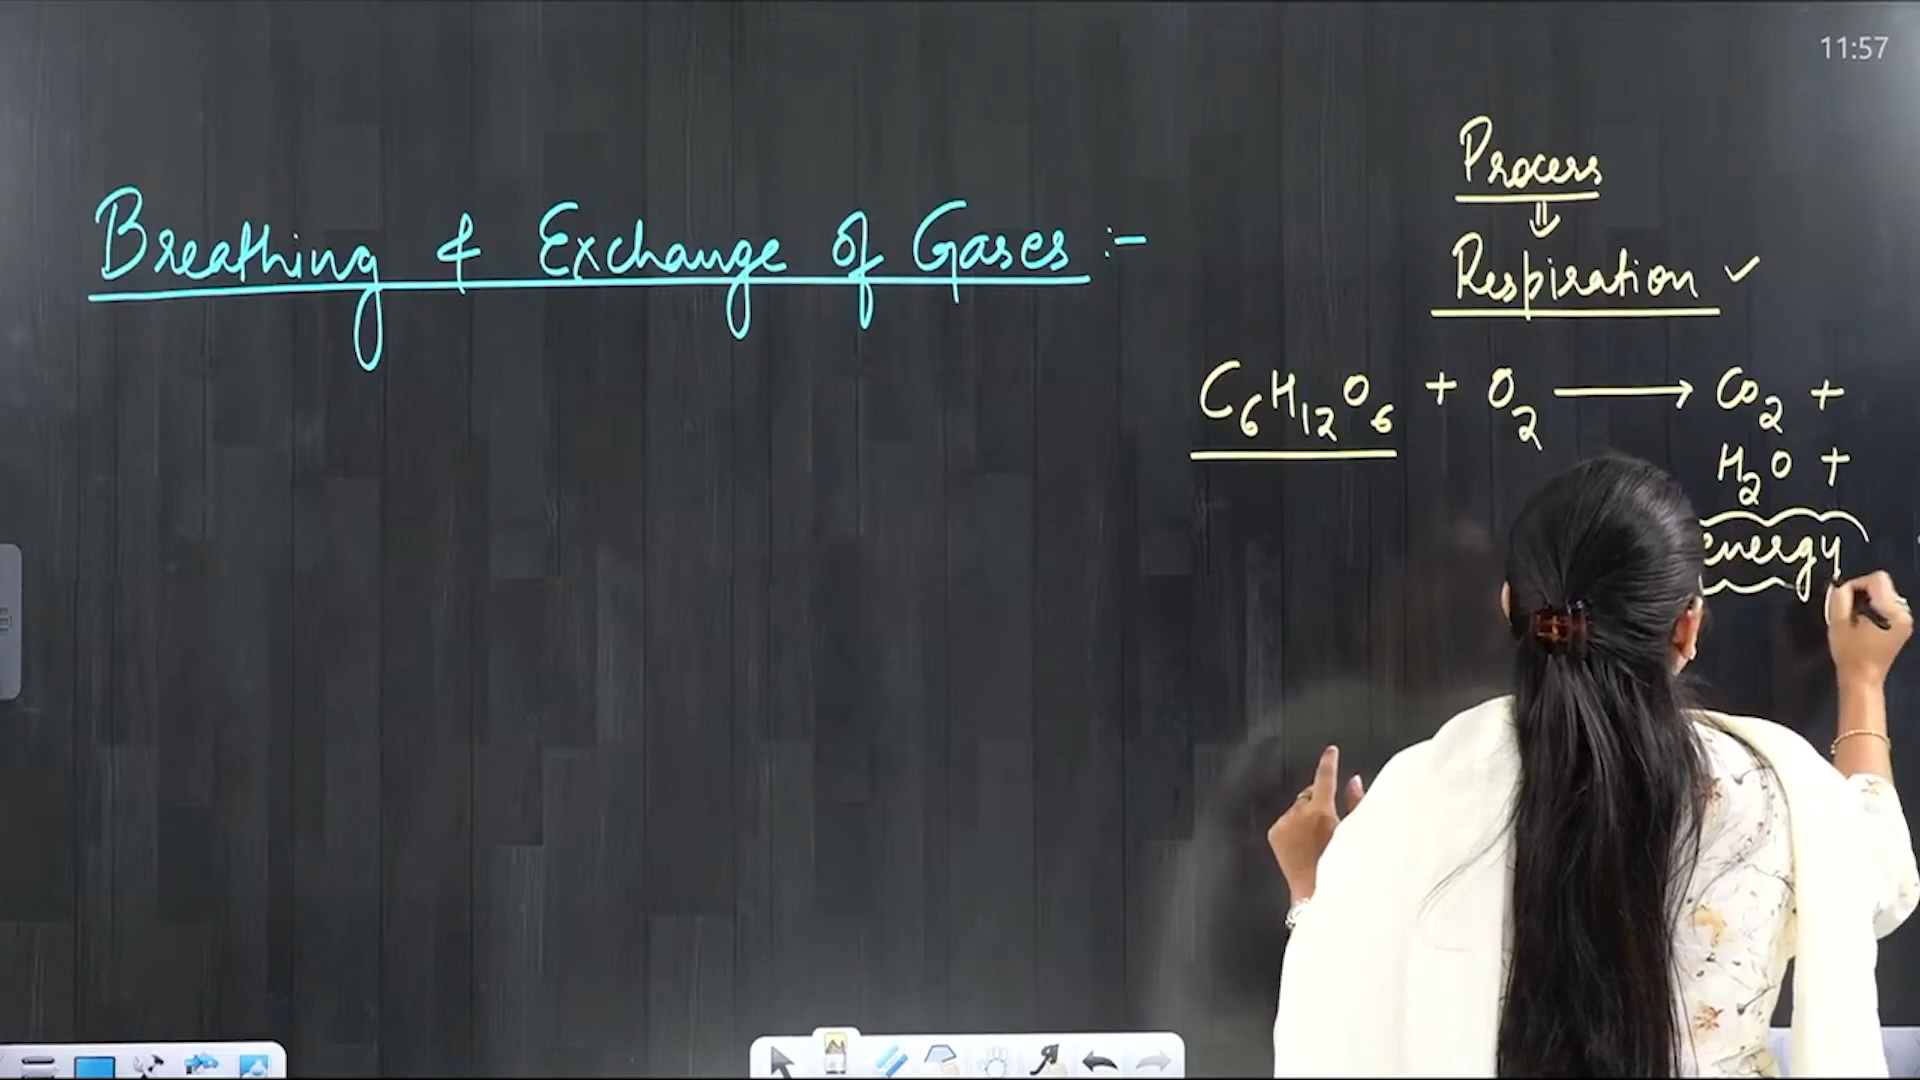 11:57
Breathing & Exchange of Gases :-
Process
⇓
Respiration ✓
C6H12O6 + O2 ⟶ CO2 +
H2O +
energy